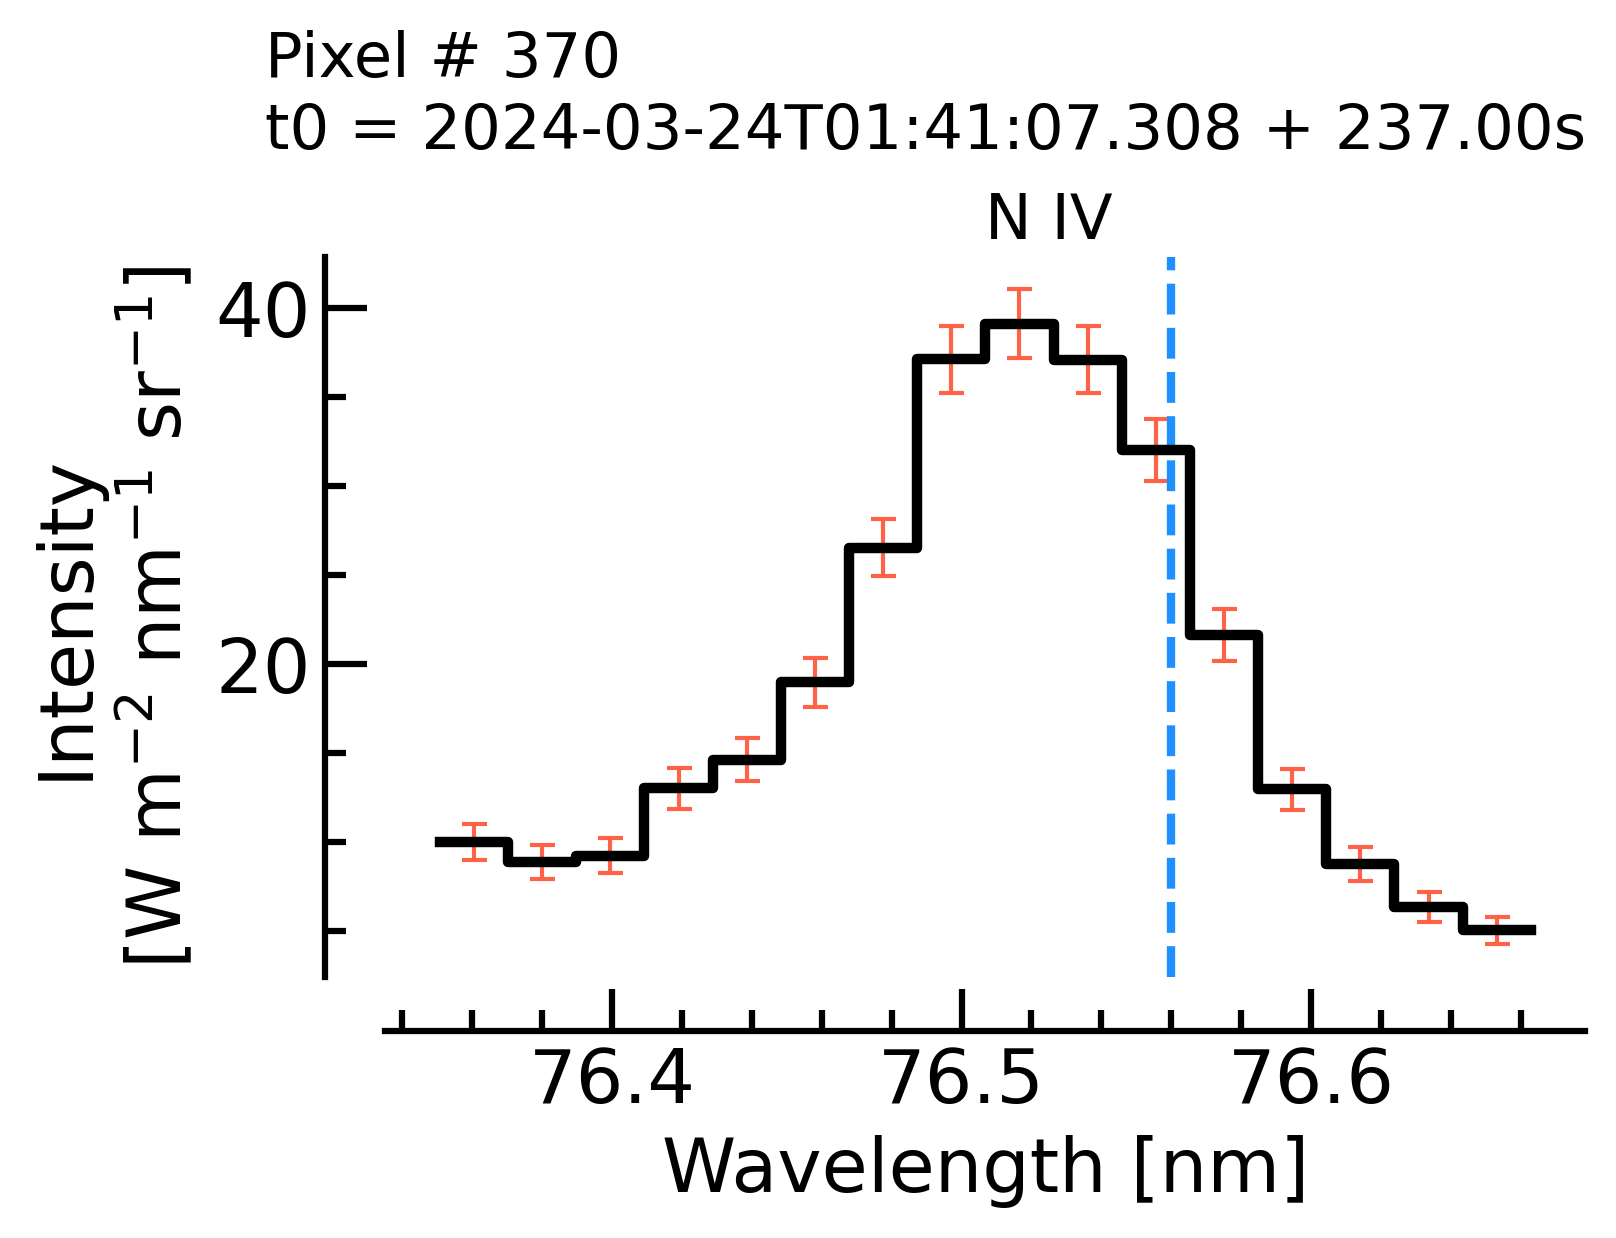 Pixel # 370
t0 = 2024-03-24T01:41:07.308 + 237.00s
N IV
Intensity
[W m⁻² nm⁻¹ sr⁻¹]
40
20
76.4 76.5 76.6
Wavelength [nm]